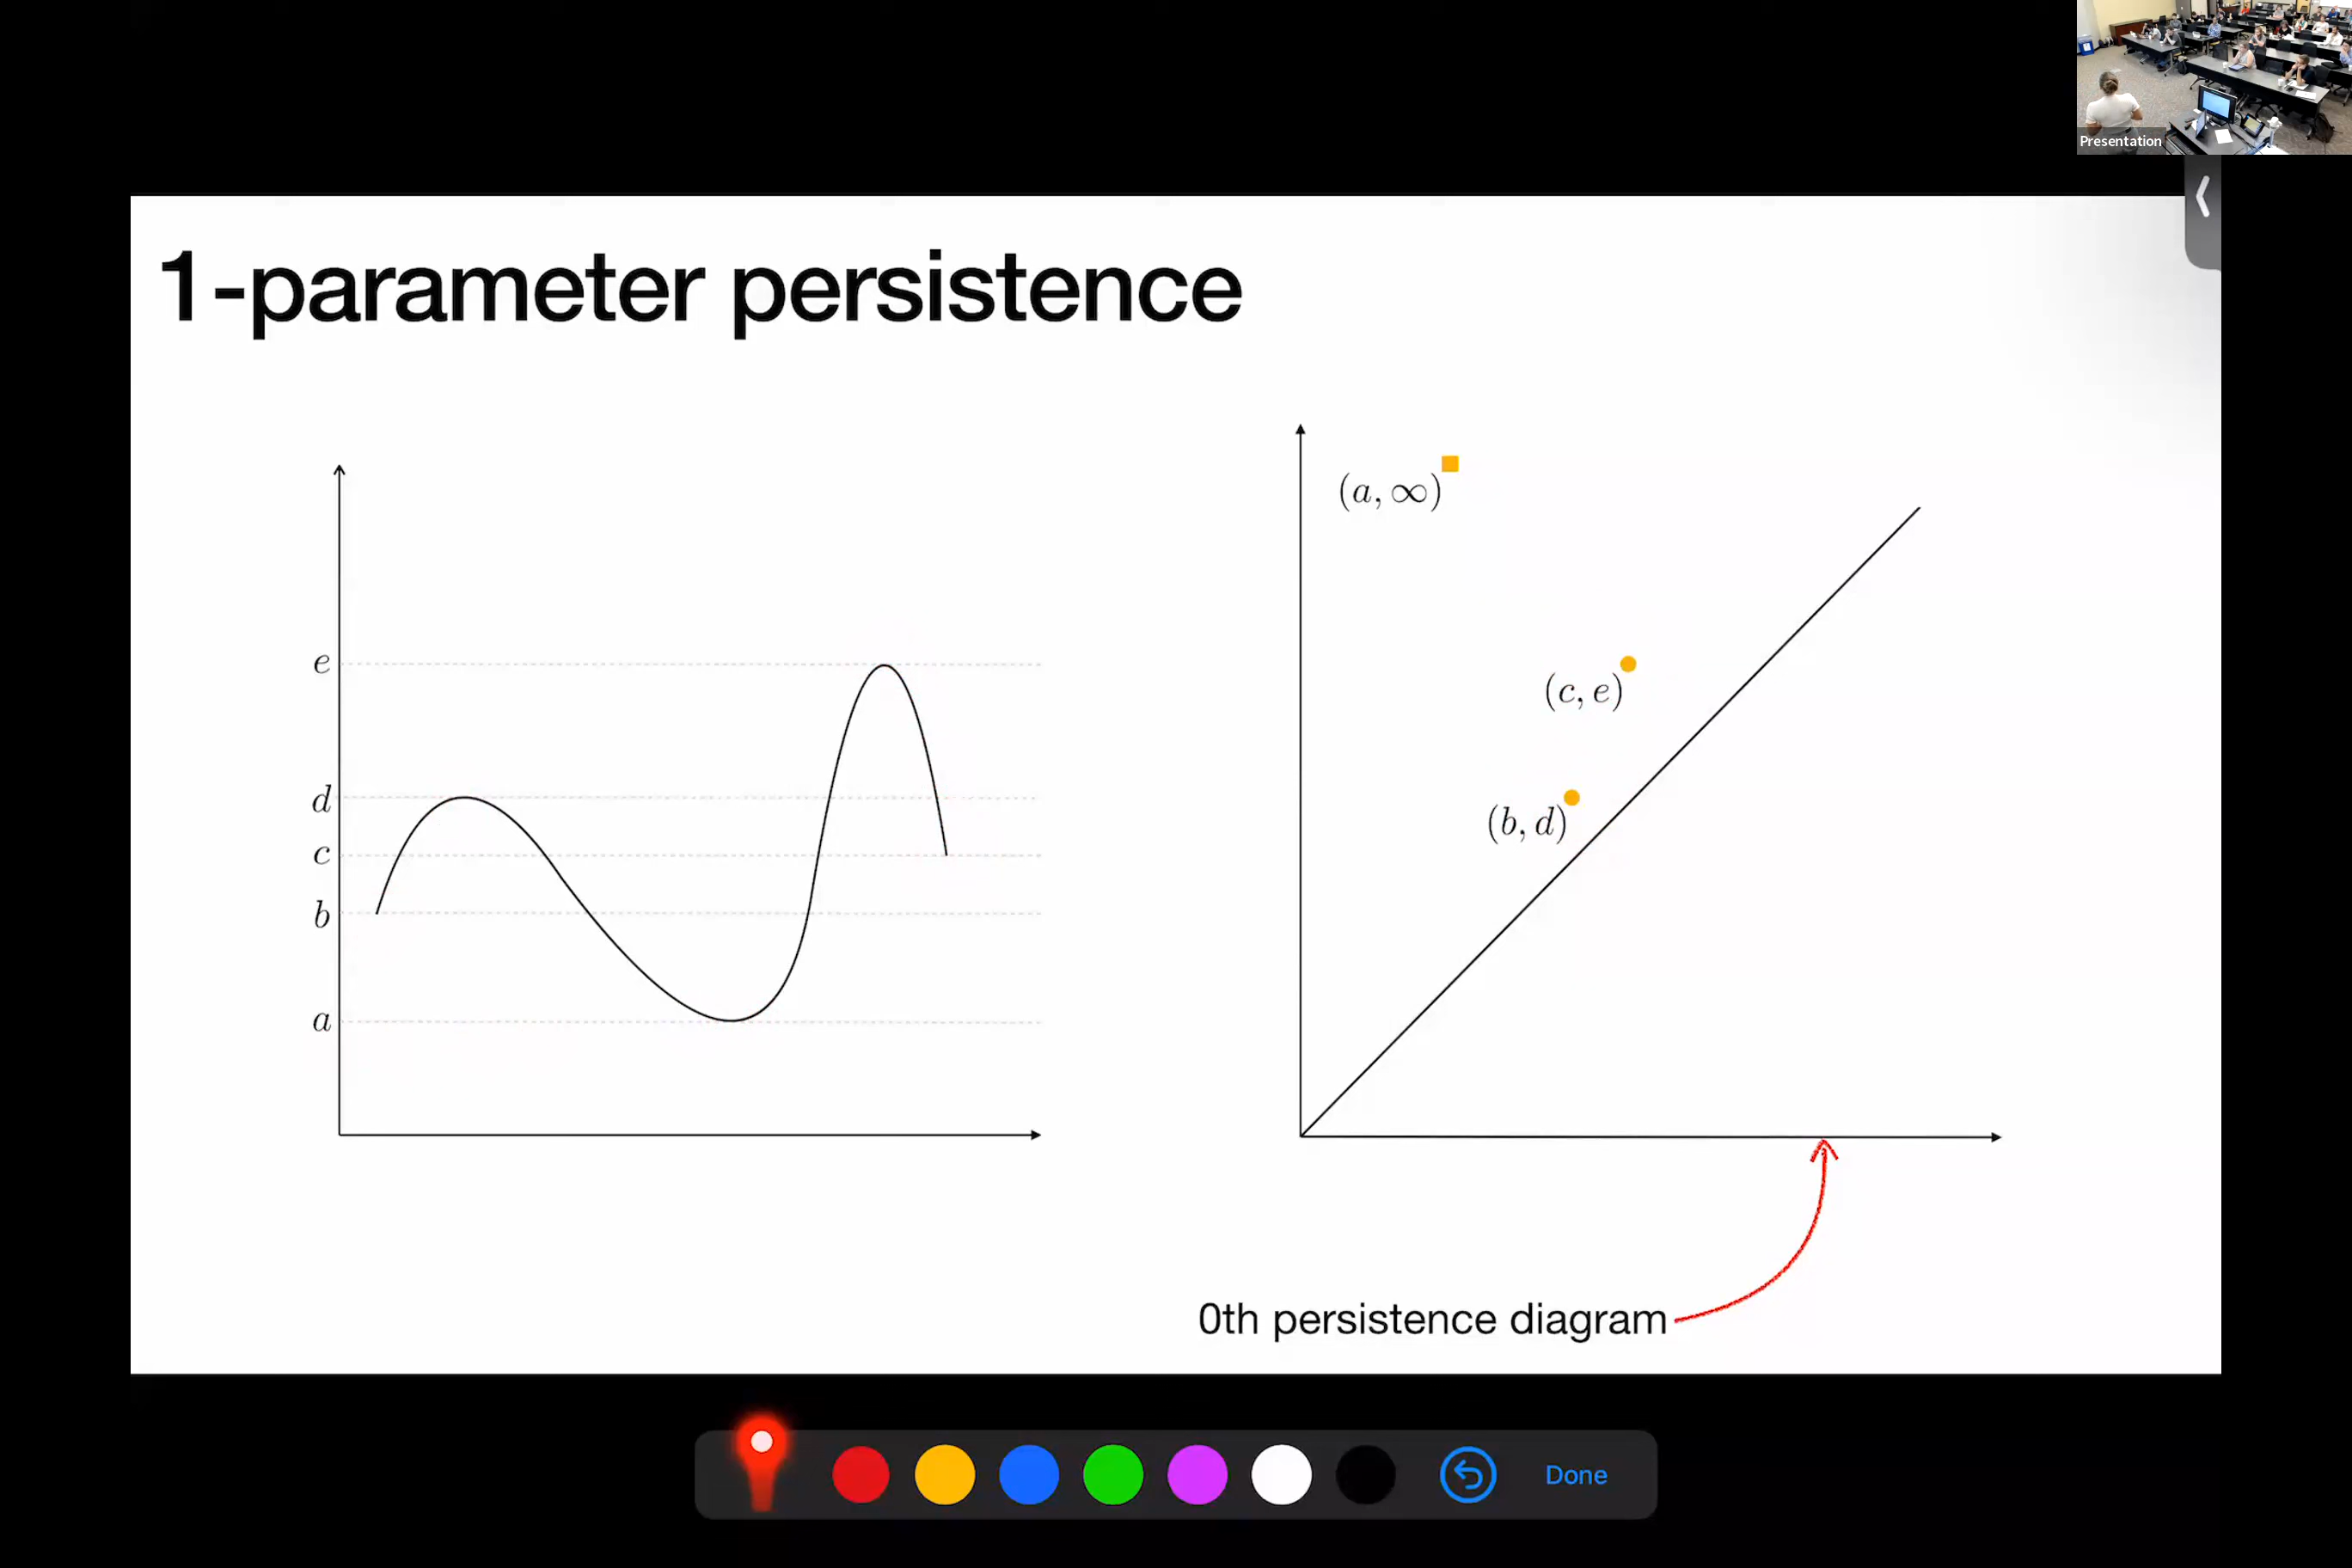 Presentation
1-parameter persistence
e
d
c
b
a
(a, ∞)
(c, e)
(b, d)
0th persistence diagram
Done